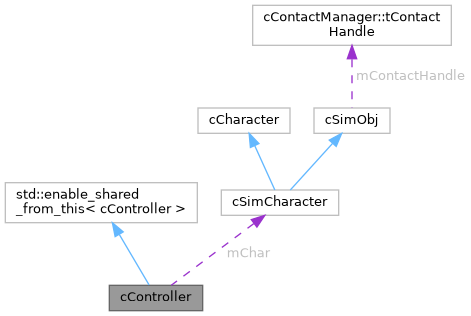 cContactManager::tContact
Handle
mContactHandle
cCharacter
cSimObj
std::enable_shared
_from_this< cController >
cSimCharacter
mChar
cController